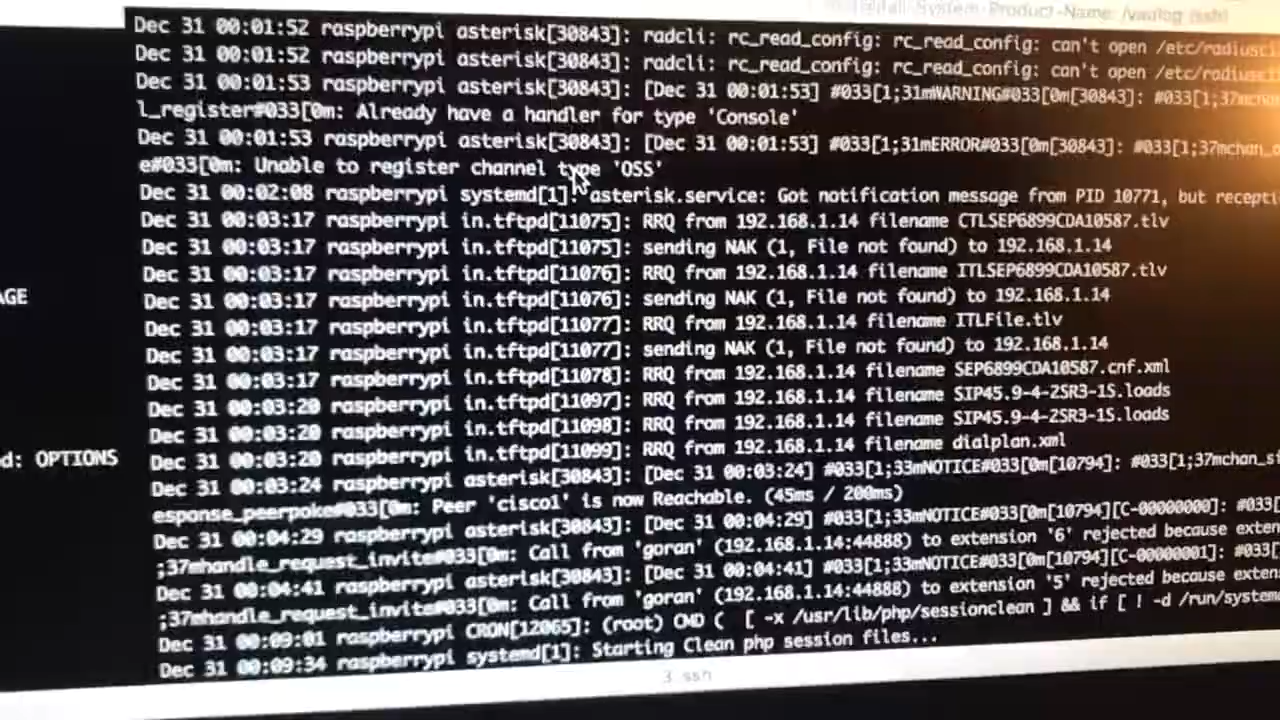 Dec 31 00:01:52 raspberrypi asterisk[30843]: radcli: rc_read_config: rc_read_config: can't open /etc/radiuscli
Dec 31 00:01:52 raspberrypi asterisk[30843]: radcli: rc_read_config: rc_read_config: can't open /etc/radiuscli
Dec 31 00:01:53 raspberrypi asterisk[30843]: [Dec 31 00:01:53] #033[1;31mWARNING#033[0m[30843]: #033[1;37mchan
l_register#033[0m: Already have a handler for type 'Console'
Dec 31 00:01:53 raspberrypi asterisk[30843]: [Dec 31 00:01:53] #033[1;31mERROR#033[0m[30843]: #033[1;37mchan_o
e#033[0m: Unable to register channel type 'OSS'
Dec 31 00:02:08 raspberrypi systemd[1]: asterisk.service: Got notification message from PID 10771, but recepti
Dec 31 00:03:17 raspberrypi in.tftpd[11075]: RRQ from 192.168.1.14 filename CTLSEP6899CDA10587.tlv
Dec 31 00:03:17 raspberrypi in.tftpd[11075]: sending NAK (1, File not found) to 192.168.1.14
Dec 31 00:03:17 raspberrypi in.tftpd[11076]: RRQ from 192.168.1.14 filename ITLSEP6899CDA10587.tlv
AGE
Dec 31 00:03:17 raspberrypi in.tftpd[11076]: sending NAK (1, File not found) to 192.168.1.14
Dec 31 00:03:17 raspberrypi in.tftpd[11077]: RRQ from 192.168.1.14 filename ITLFile.tlv
Dec 31 00:03:17 raspberrypi in.tftpd[11077]: sending NAK (1, File not found) to 192.168.1.14
Dec 31 00:03:17 raspberrypi in.tftpd[11078]: RRQ from 192.168.1.14 filename SEP6899CDA10587.cnf.xml
Dec 31 00:03:20 raspberrypi in.tftpd[11097]: RRQ from 192.168.1.14 filename SIP45.9-4-2SR3-1S.loads
Dec 31 00:03:20 raspberrypi in.tftpd[11098]: RRQ from 192.168.1.14 filename SIP45.9-4-2SR3-1S.loads
Dec 31 00:03:20 raspberrypi in.tftpd[11099]: RRQ from 192.168.1.14 filename dialplan.xml
d: OPTIONS
Dec 31 00:03:24 raspberrypi asterisk[30843]: [Dec 31 00:03:24] #033[1;33mNOTICE#033[0m[10794]: #033[1;37mchan_si
esponse_peerpoke#033[0m: Peer 'cisco1' is now Reachable. (45ms / 200ms)
Dec 31 00:04:29 raspberrypi asterisk[30843]: [Dec 31 00:04:29] #033[1;33mNOTICE#033[0m[10794][C-00000000]: #033[
;37mhandle_request_invite#033[0m: Call from 'goran' (192.168.1.14:44888) to extension '6' rejected because exten
Dec 31 00:04:41 raspberrypi asterisk[30843]: [Dec 31 00:04:41] #033[1;33mNOTICE#033[0m[10794][C-00000001]: #033[
;37mhandle_request_invite#033[0m: Call from 'goran' (192.168.1.14:44888) to extension '5' rejected because exten
Dec 31 00:09:01 raspberrypi CRON[12065]: (root) CMD ( [ -x /usr/lib/php/sessionclean ] && if [ ! -d /run/system
Dec 31 00:09:34 raspberrypi systemd[1]: Starting Clean php session files...
3. ssh